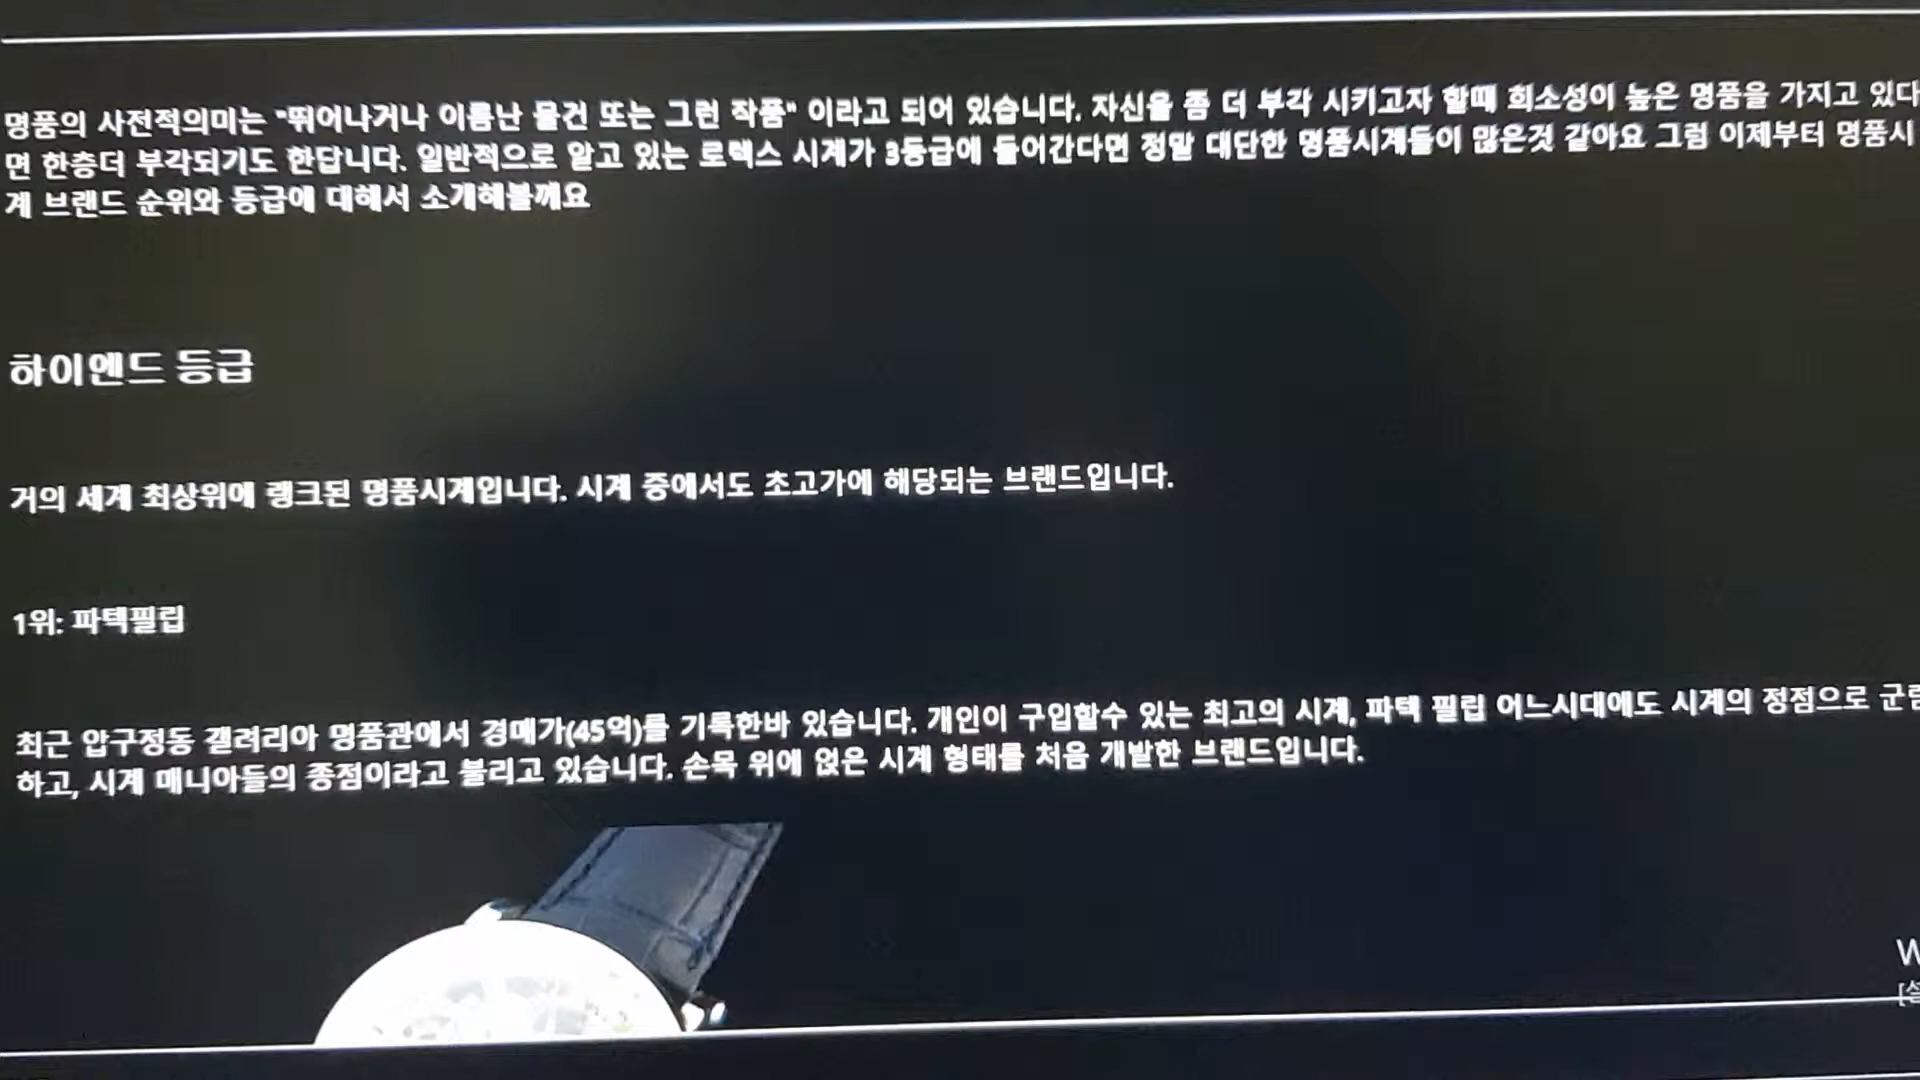 명품의 사전적의미는 "뛰어나거나 이름난 물건 또는 그런 작품" 이라고 되어 있습니다. 자신을 좀 더 부각 시키고자 할때 희소성이 높은 명품을 가지고 있다
면 한층더 부각되기도 한답니다. 일반적으로 알고 있는 로렉스 시계가 3등급에 들어간다면 정말 대단한 명품시계들이 많은것 같아요 그럼 이제부터 명품시
계 브랜드 순위와 등급에 대해서 소개해볼께요
하이엔드 등급
거의 세계 최상위에 랭크된 명품시계입니다. 시계 중에서도 초고가에 해당되는 브랜드입니다.
1위: 파텍필립
최근 압구정동 갤러리아 명품관에서 경매가(45억)를 기록한바 있습니다. 개인이 구입할수 있는 최고의 시계, 파텍 필립 어느시대에도 시계의 정점으로 군림
하고, 시계 매니아들의 종점이라고 불리고 있습니다. 손목 위에 얹은 시계 형태를 처음 개발한 브랜드입니다.